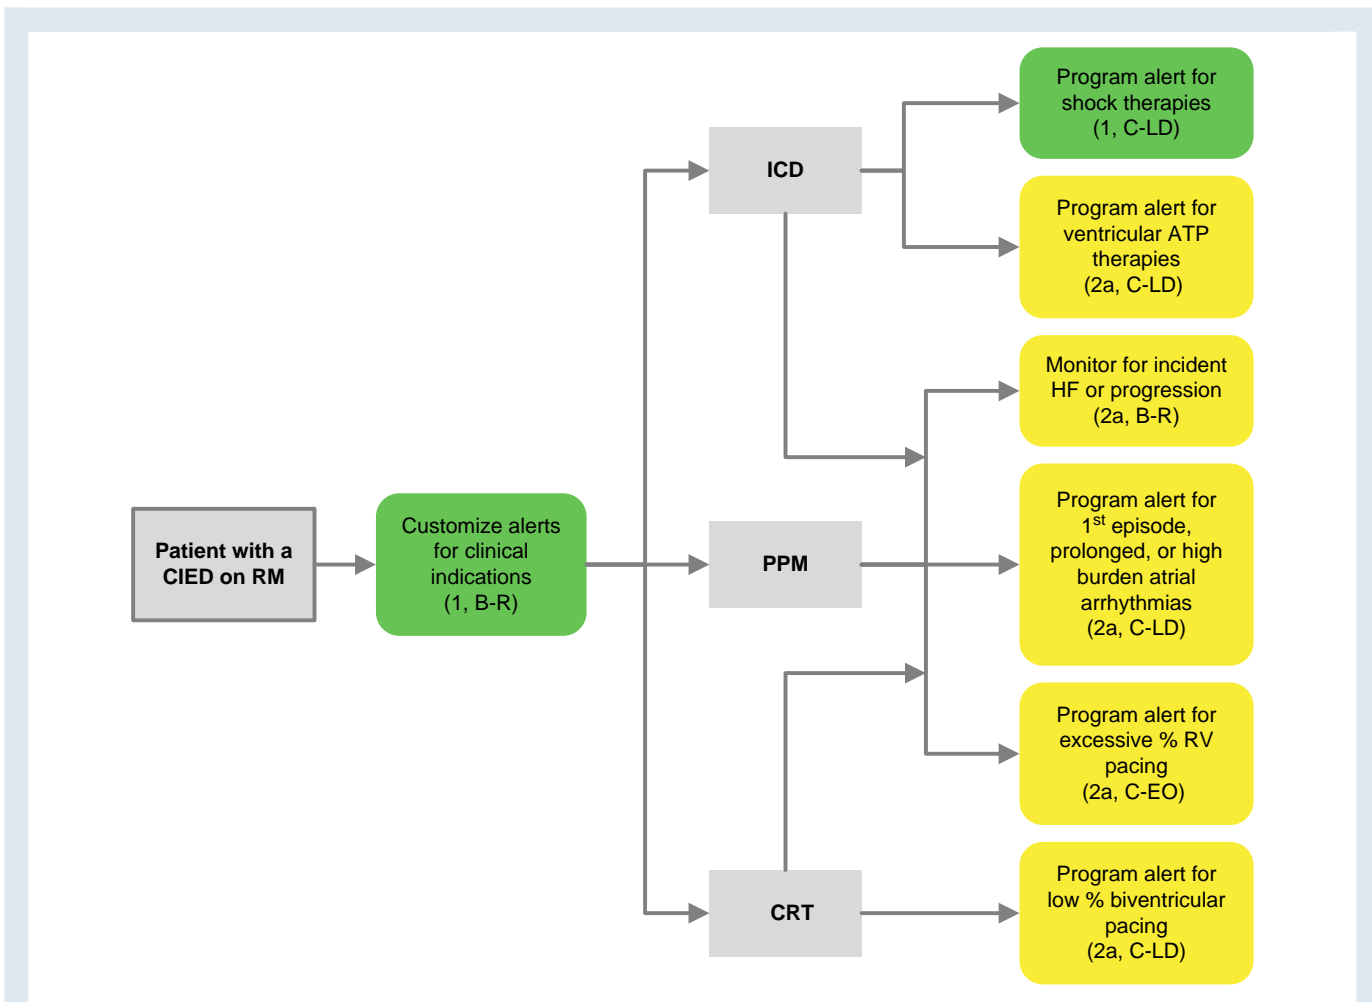 Patient with a
CIED on RM
Customize alerts
for clinical
indications
(1, B-R)
ICD
PPM
CRT
Program alert for
shock therapies
(1, C-LD)
Program alert for
ventricular ATP
therapies
(2a, C-LD)
Monitor for incident
HF or progression
(2a, B-R)
Program alert for
1st episode,
prolonged, or high
burden atrial
arrhythmias
(2a, C-LD)
Program alert for
excessive % RV
pacing
(2a, C-EO)
Program alert for
low % biventricular
pacing
(2a, C-LD)